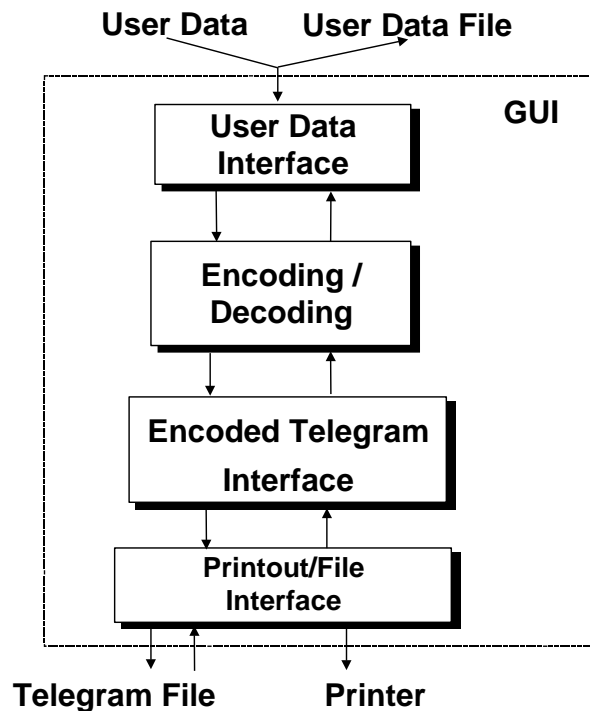 User Data
User Data File
GUI
User Data
Interface
Encoding /
Decoding
Encoded Telegram
Interface
Printout/File
Interface
Telegram File
Printer